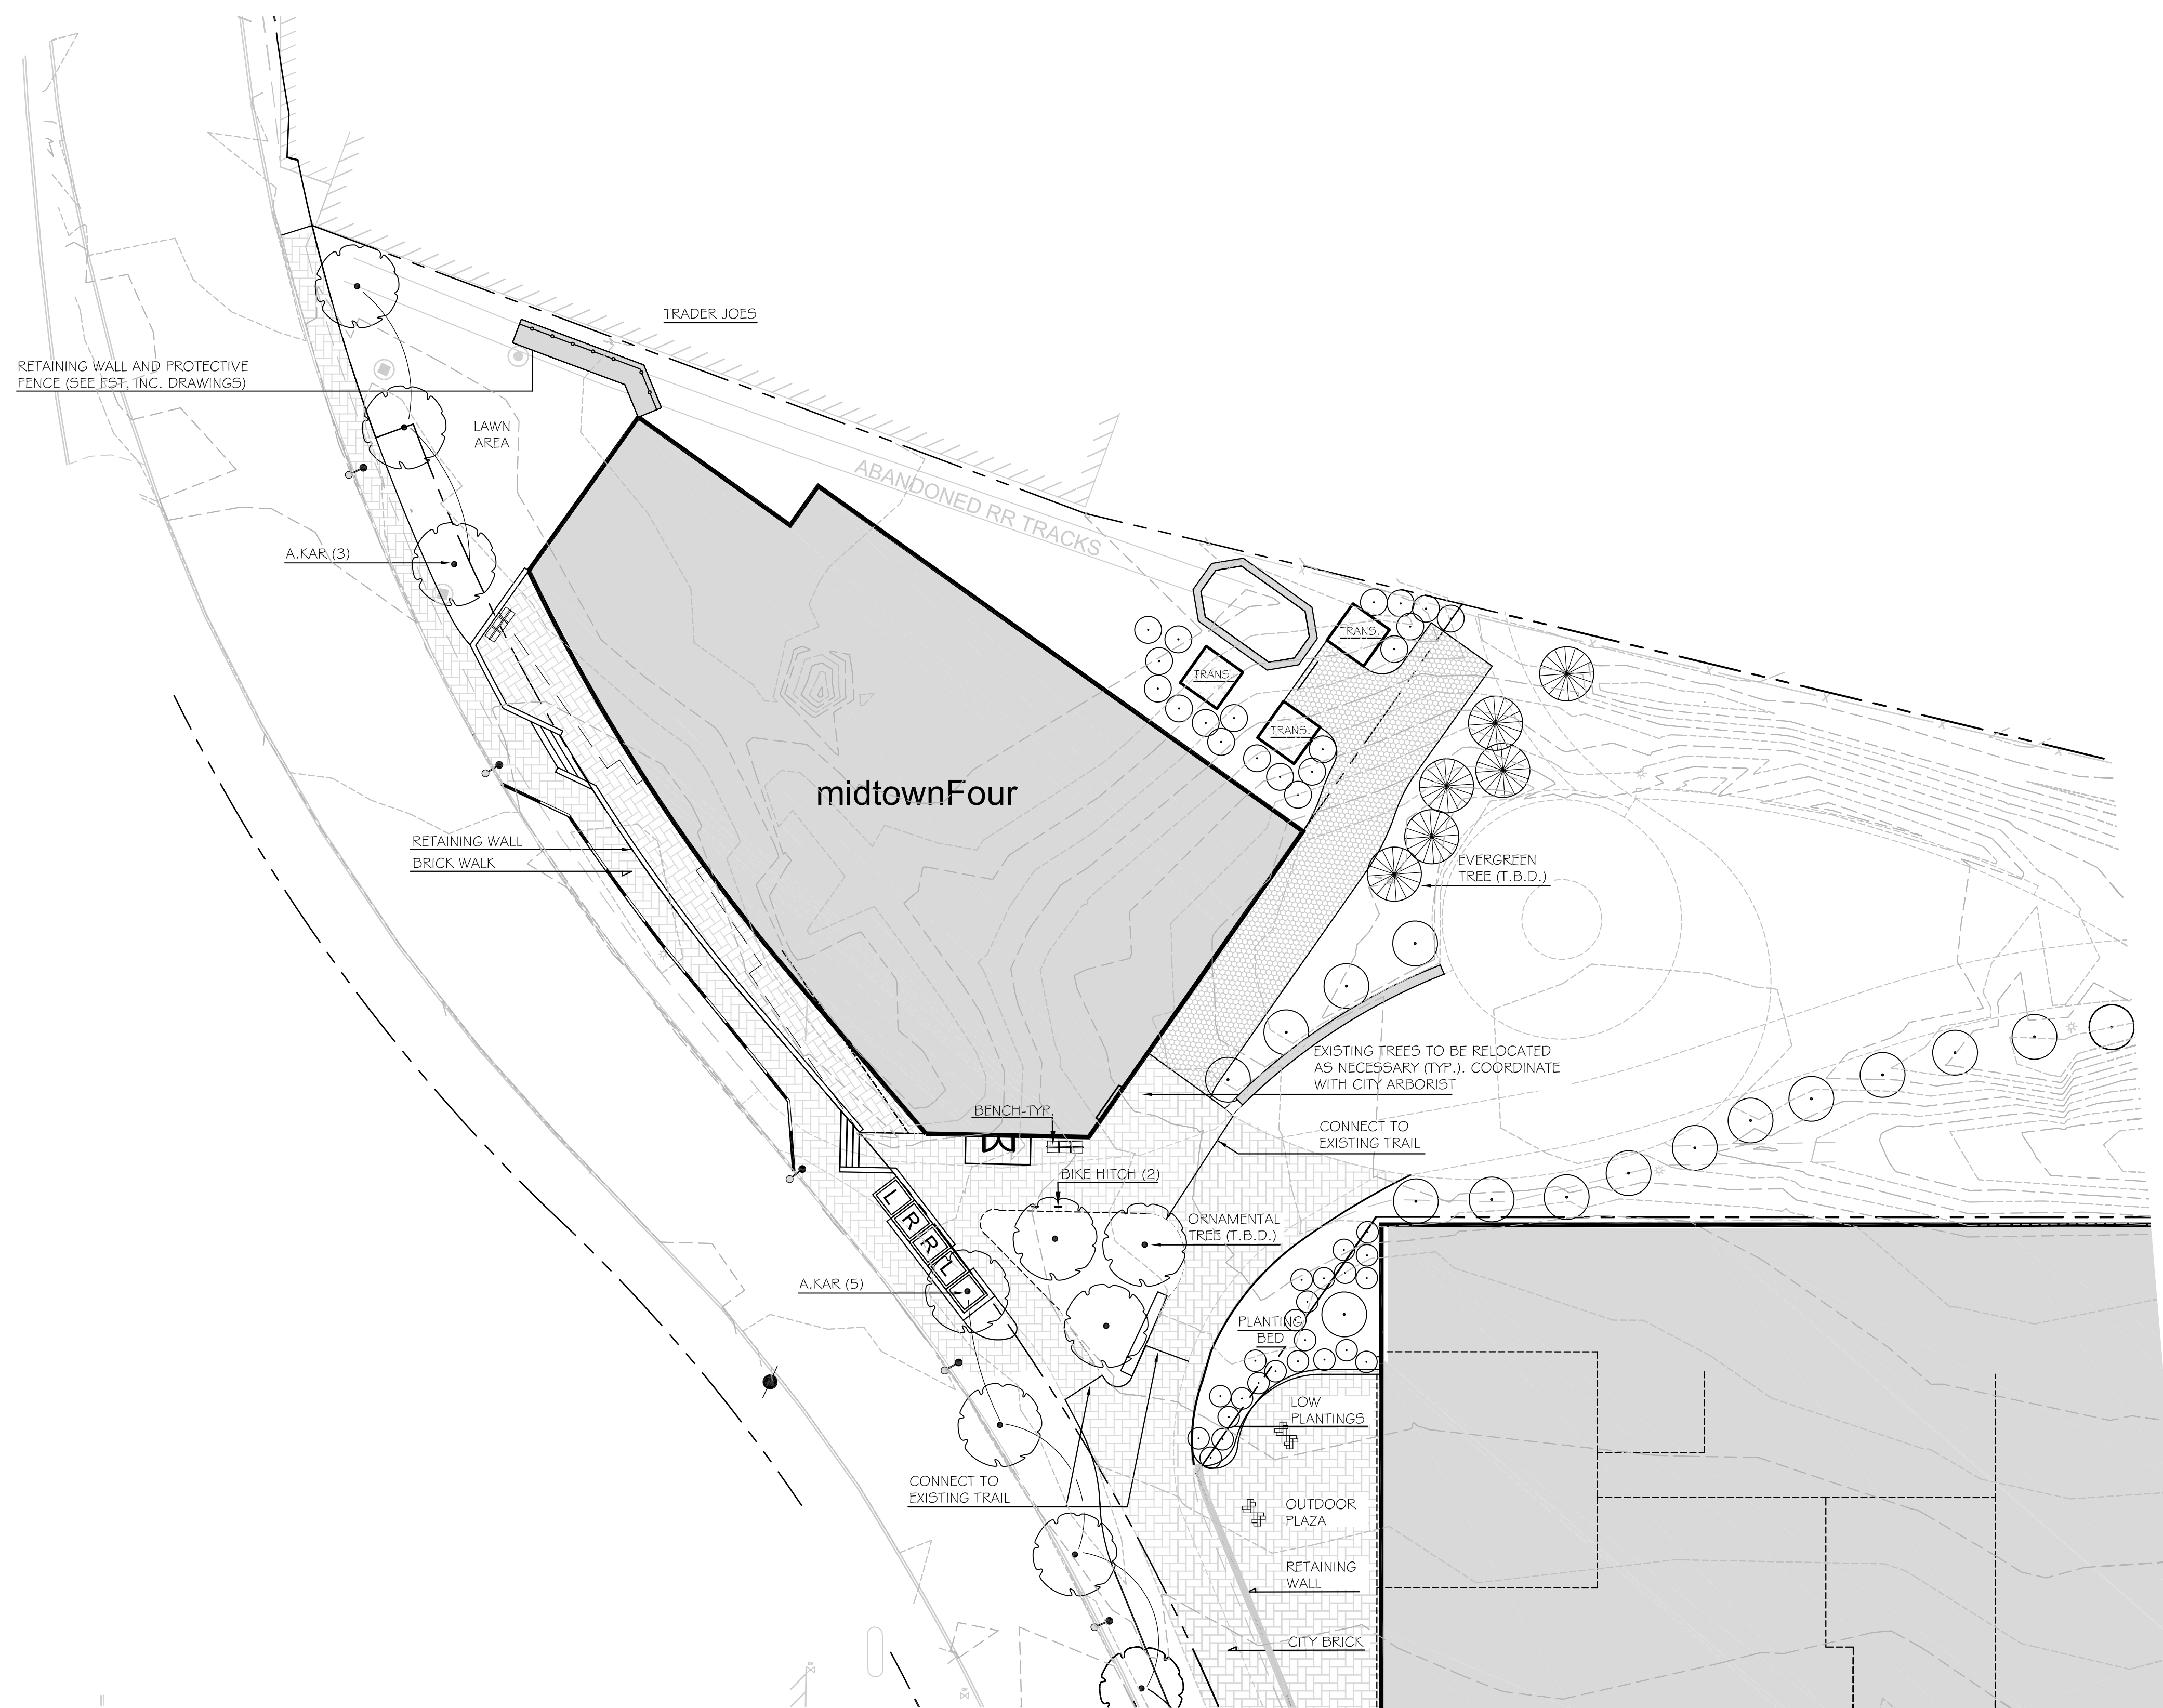 TRADER JOES
RETAINING WALL AND PROTECTIVE
FENCE (SEE FST, INC. DRAWINGS)
LAWN
AREA
ABANDONED RR TRACKS
A.KAR (3)
TRANS.
TRANS.
TRANS.
midtownFour
RETAINING WALL
BRICK WALK
EVERGREEN
TREE (T.B.D.)
EXISTING TREES TO BE RELOCATED
AS NECESSARY (TYP.). COORDINATE
WITH CITY ARBORIST
BENCH-TYP.
CONNECT TO
EXISTING TRAIL
BIKE HITCH (2)
L
R
R
L
ORNAMENTAL
TREE (T.B.D.)
A.KAR (5)
PLANTING
BED
LOW
PLANTINGS
CONNECT TO
EXISTING TRAIL
OUTDOOR
PLAZA
RETAINING
WALL
CITY BRICK